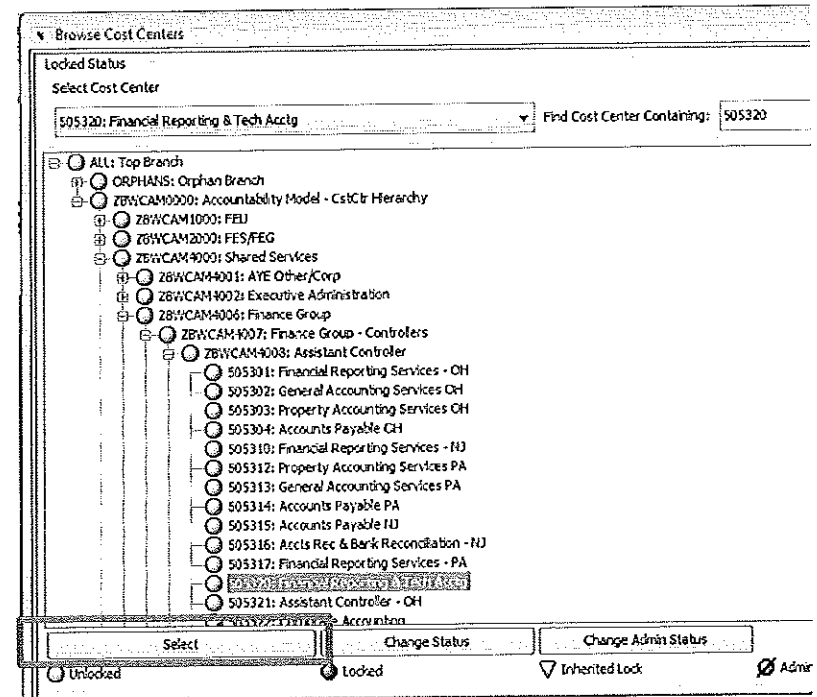 Browse Cost Centers
Locked Status
Select Cost Center
505320: Financial Reporting & Tech Acctg
Find Cost Center Containing: 505320
ALL: Top Branch
ORPHANS: Orphan Branch
ZBWCAM0000: Accountability Model - CstCtr Hierarchy
ZBWCAM1000: FEU
ZBWCAM2000: FES/FEG
ZBWCAM4000: Shared Services
ZBWCAM4001: AYE Other/Corp
ZBWCAM4002: Executive Administration
ZBWCAM4006: Finance Group
ZBWCAM4007: Finance Group - Controllers
ZBWCAM4008: Assistant Controller
505301: Financial Reporting Services - OH
505302: General Accounting Services OH
505303: Property Accounting Services OH
505304: Accounts Payable OH
505310: Financial Reporting Services - NJ
505312: Property Accounting Services PA
505313: General Accounting Services PA
505314: Accounts Payable PA
505315: Accounts Payable NJ
505316: Accts Rec & Bank Reconciliation - NJ
505317: Financial Reporting Services - PA
505320: Financial Reporting & Tech Acctg
505321: Assistant Controller - OH
Accounting
Select
Change Status
Change Admin Status
Unlocked
Locked
Inherited Lock
Admin